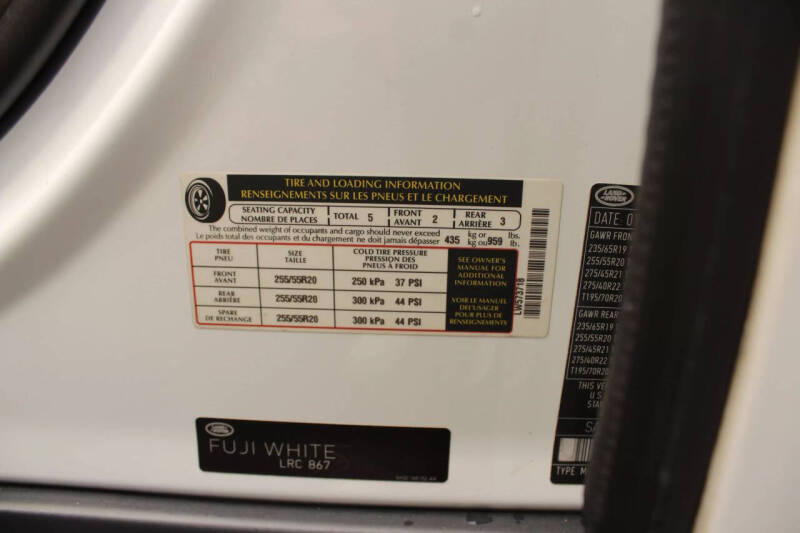 TIRE AND LOADING INFORMATION
RENSEIGNEMENTS SUR LES PNEUS ET LE CHARGEMENT
SEATING CAPACITY
NOMBRE DE PLACES
TOTAL 5
FRONT
AVANT 2
REAR
ARRIÈRE 3
The combined weight of occupants and cargo should never exceed
Le poids total des occupants et du chargement ne doit jamais dépasser
435 kg or
kg ou 959 lbs.
lb.
TIRE
PNEU
SIZE
TAILLE
COLD TIRE PRESSURE
PRESSION DES
PNEUS À FROID
SEE OWNER'S
MANUAL FOR
ADDITIONAL
INFORMATION
VOIR LE MANUEL
DE L'USAGER
POUR PLUS DE
RENSEIGNEMENTS
FRONT
AVANT
255/55R20
250 kPa 37 PSI
REAR
ARRIÈRE
255/55R20
300 kPa 44 PSI
SPARE
DE RECHANGE
255/55R20
300 kPa 44 PSI
LW573718
FUJI WHITE
LRC 867
LAND
ROVER
DATE
GAWR FRON
235/65R19
255/55R20
275/45R21
275/40R22
T195/70R20
GAWR REAR
235/65R19
255/55R20
275/45R21
275/40R22
T195/70R20
THIS VE
U S
STA
TYPE